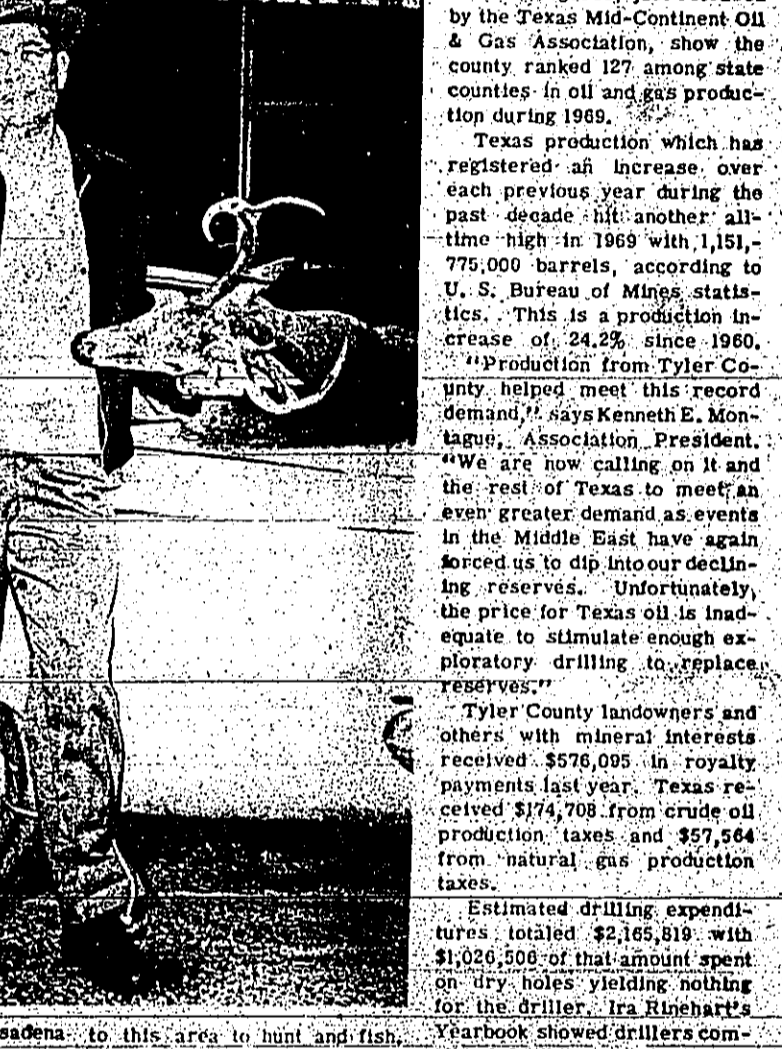 by the Texas Mid-Continent Oil
& Gas Association, show the
county ranked 127 among state
counties in oil and gas produc-
tion during 1969.
Texas production which has
registered an increase over
each previous year during the
past decade hit another all-
time high in 1969 with 1,151,-
775,000 barrels, according to
U. S. Bureau of Mines statis-
tics. This is a production in-
crease of 24.2% since 1960.
"Production from Tyler Co-
unty helped meet this record
demand," says Kenneth E. Mon-
tague, Association President.
"We are now calling on it and
the rest of Texas to meet an
even greater demand as events
in the Middle East have again
forced us to dip into our declin-
ing reserves. Unfortunately,
the price for Texas oil is inad-
equate to stimulate enough ex-
ploratory drilling to replace
reserves."
Tyler County landowners and
others with mineral interests
received $576,095 in royalty
payments last year. Texas re-
ceived $174,708 from crude oil
production taxes and $57,564
from natural gas production
taxes.
Estimated drilling expendi-
tures totaled $2,165,819 with
$1,026,506 of that amount spent
on dry holes yielding nothing
for the driller. Ira Rinehart's
Yearbook showed drillers com-
sadena to this area to hunt and fish,